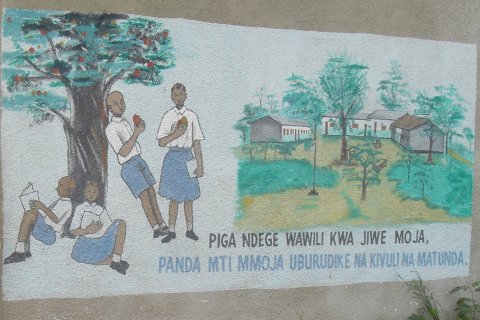 PIGA NDEGE WAWILI KWA JIWE MOJA,
PANDA MTI MMOJA UBURUDIKE NA KIVULI NA MATUNDA.